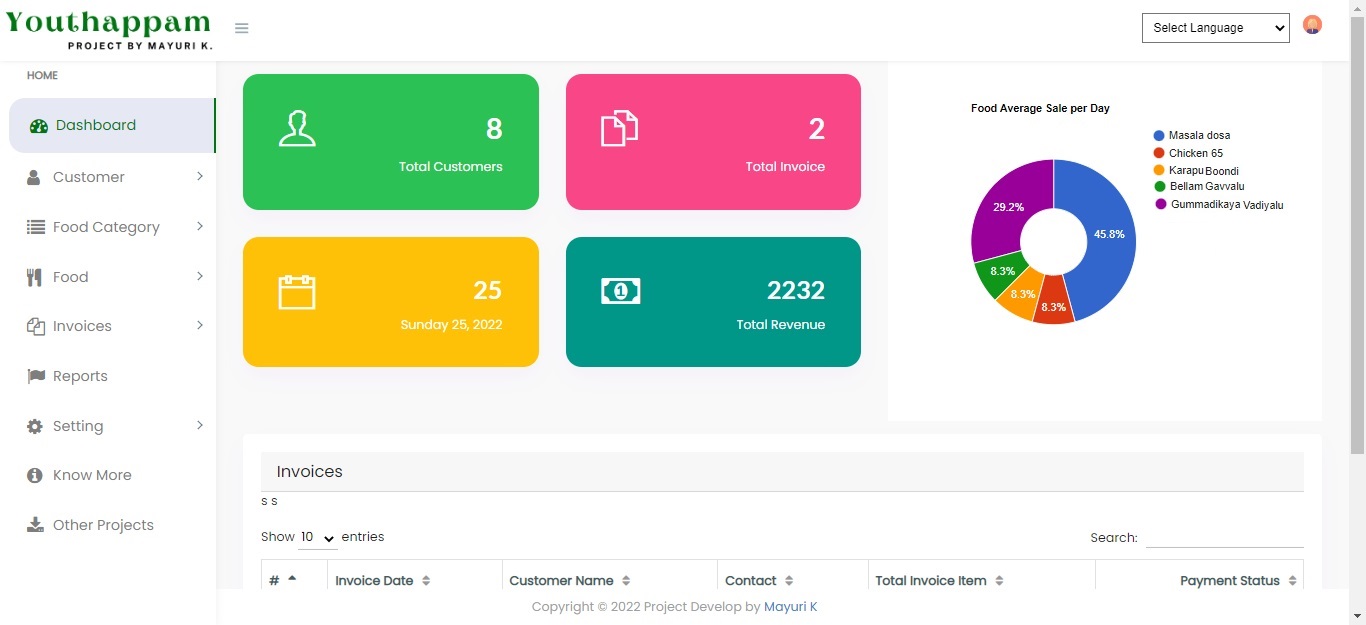 Youthappam
PROJECT BY MAYURI K.
Select Language
HOME
Dashboard
Customer
Food Category
Food
Invoices
Reports
Setting
Know More
Other Projects
8
Total Customers
2
Total Invoice
25
Sunday 25, 2022
1
2232
Total Revenue
Food Average Sale per Day
Masala dosa
Chicken 65
Karapu Boondi
Bellam Gavvalu
Gummadikaya Vadiyalu
29.2%
45.8%
8.3%
8.3%
8.3%
Invoices
s s
Show 10 entries
Search:
# Invoice Date Customer Name Contact Total Invoice Item Payment Status
Copyright © 2022 Project Develop by Mayuri K